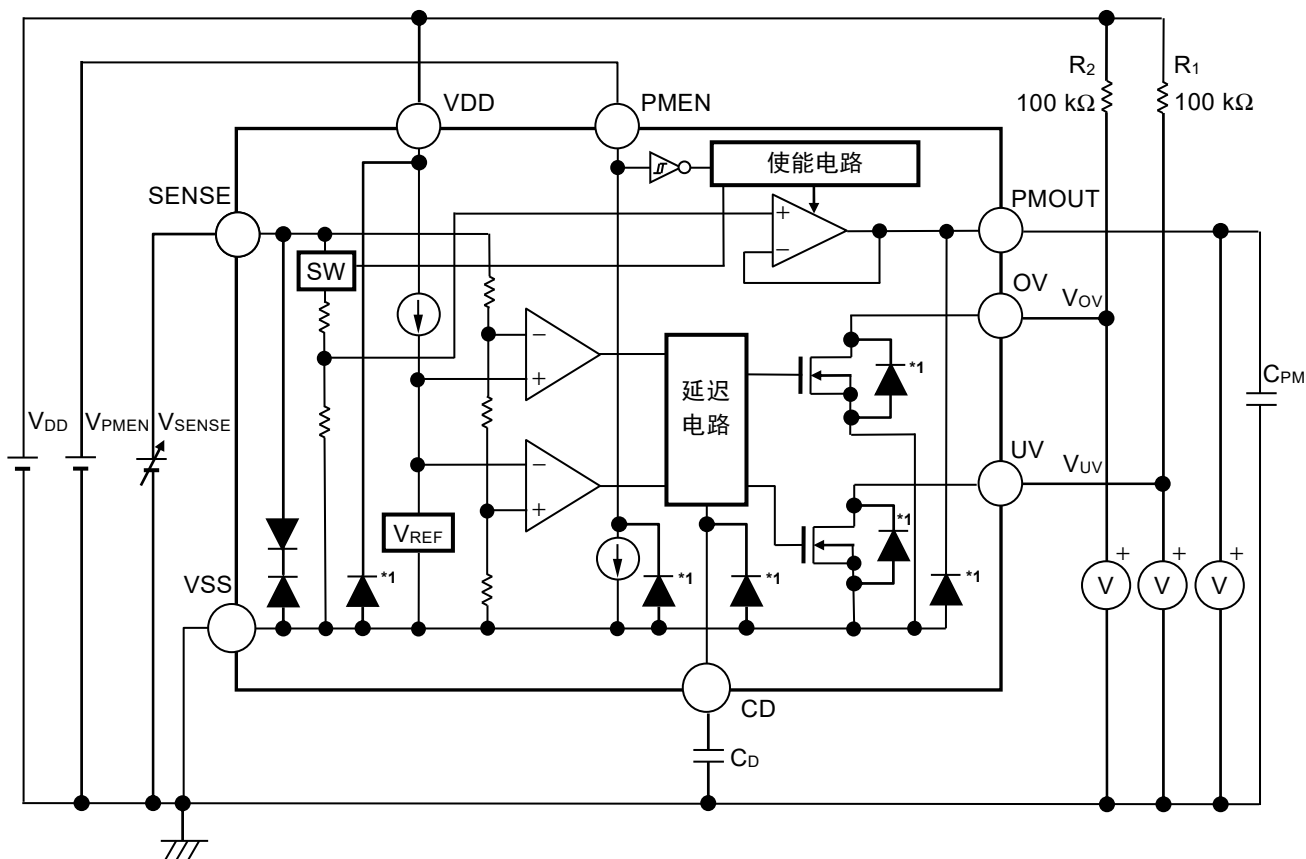 R2
100 kΩ
R1
100 kΩ
VDD
PMEN
使能电路
SENSE
PMOUT
+
−
SW
OV
VOV
−
+
延迟
电路
*1
CPM
VDD
VPMEN
VSENSE
UV
VUV
−
+
VREF
*1
VSS
*1
*1
*1
*1
+
V
+
V
+
V
CD
CD